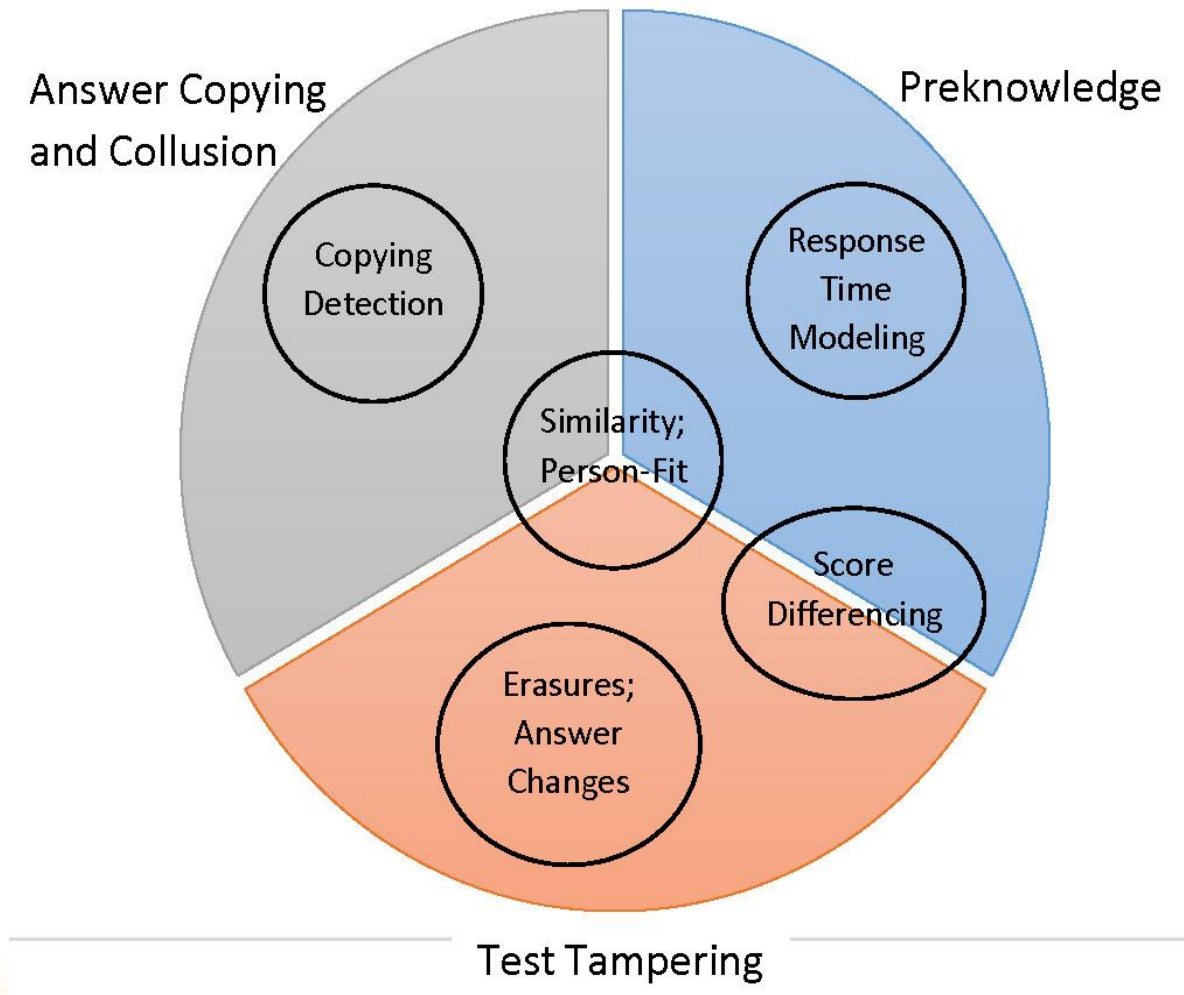 Answer Copying
and Collusion
Preknowledge
Copying
Detection
Response
Time
Modeling
Similarity;
Person-Fit
Score
Differencing
Erasures;
Answer
Changes
Test Tampering